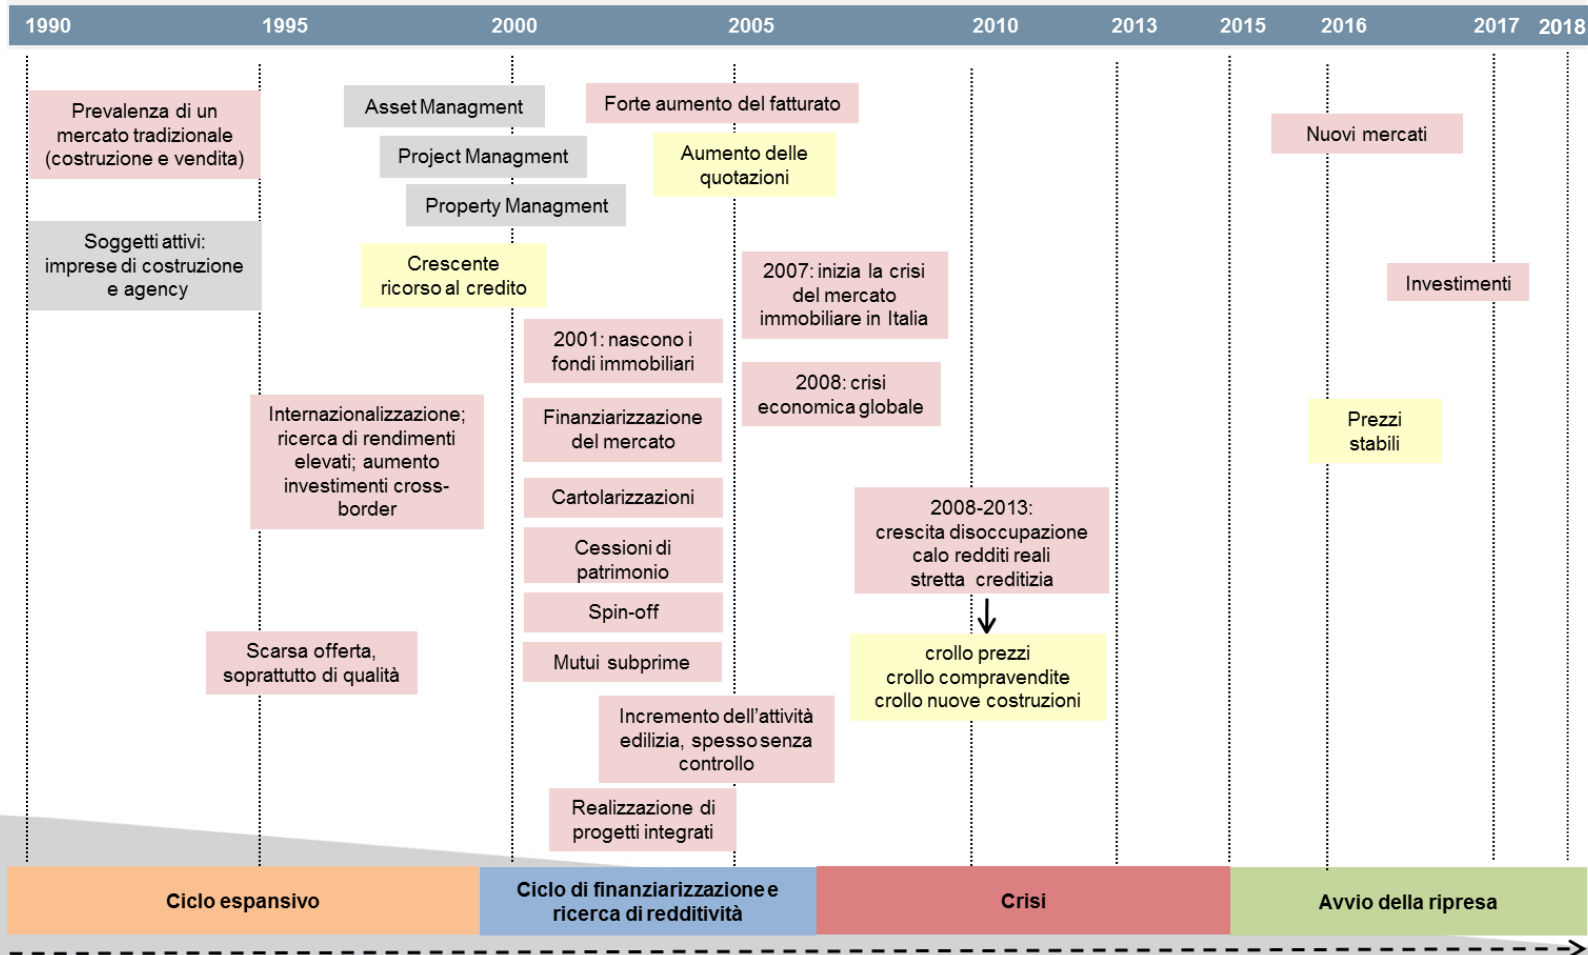 1990 1995 2000 2005 2010 2013 2015 2016 2017 2018
Prevalenza di un
mercato tradizionale
(costruzione e vendita)
Soggetti attivi:
imprese di costruzione
e agency
Asset Managment
Project Managment
Property Managment
Crescente
ricorso al credito
Internazionalizzazione;
ricerca di rendimenti
elevati; aumento
investimenti cross-
border
Scarsa offerta,
soprattutto di qualità
Forte aumento del fatturato
Aumento delle
quotazioni
2001: nascono i
fondi immobiliari
Finanziarizzazione
del mercato
Cartolarizzazioni
Cessioni di
patrimonio
Spin-off
Mutui subprime
Incremento dell'attività
edilizia, spesso senza
controllo
Realizzazione di
progetti integrati
2007: inizia la crisi
del mercato
immobiliare in Italia
2008: crisi
economica globale
2008-2013:
crescita disoccupazione
calo redditi reali
stretta creditizia
crollo prezzi
crollo compravendite
crollo nuove costruzioni
Nuovi mercati
Investimenti
Prezzi
stabili
Ciclo espansivo
Ciclo di finanziarizzazione e
ricerca di redditività
Crisi
Avvio della ripresa